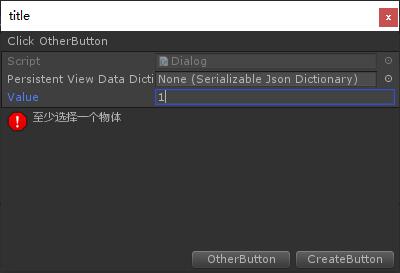 title
x
Click OtherButton
Script
Dialog
Persistent View Data Dicti
None (Serializable Json Dictionary)
Value
1
至少选择一个物体
OtherButton
CreateButton